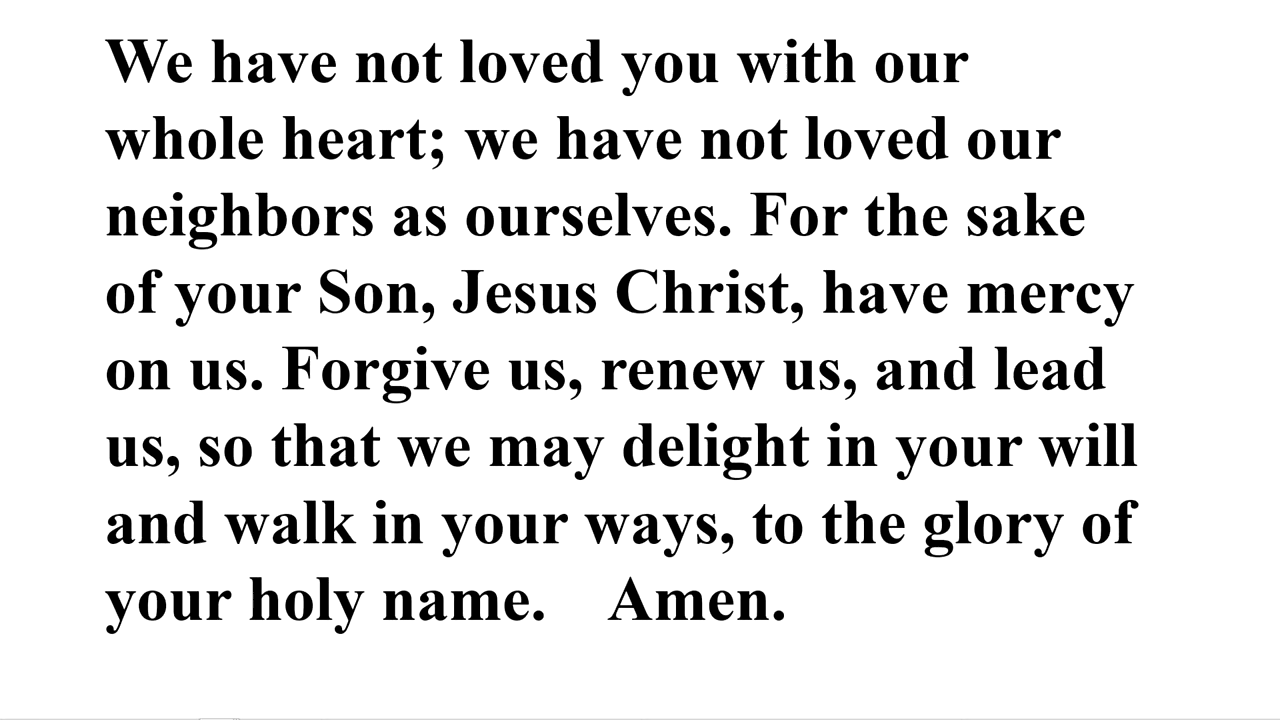 We have not loved you with our
whole heart; we have not loved our
neighbors as ourselves. For the sake
of your Son, Jesus Christ, have mercy
on us. Forgive us, renew us, and lead
us, so that we may delight in your will
and walk in your ways, to the glory of
your holy name. Amen.